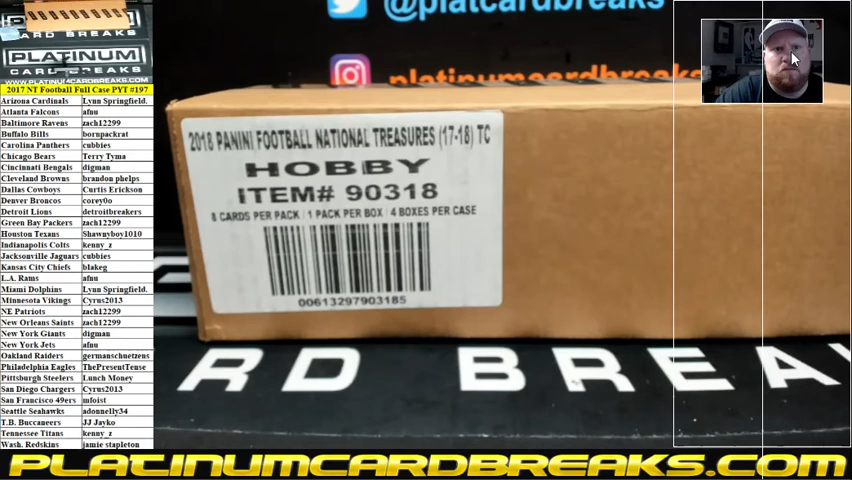 @platcardbreaks
platinumcardbreaks
PLATINUM
CARD BREAKS
WWW.PLATINUMCARDBREAKS.COM
2017 NT Football Full Case PYT #197
Arizona Cardinals Lynn Springfield.
Atlanta Falcons afnu
Baltimore Ravens zach12299
Buffalo Bills bornpackrat
Carolina Panthers cubbies
Chicago Bears Terry Tyma
Cincinnati Bengals digman
Cleveland Browns brandon phelps
Dallas Cowboys Curtis Erickson
Denver Broncos corey0o
Detroit Lions detroitbreakers
Green Bay Packers zach12299
Houston Texans Shawnyboy1010
Indianapolis Colts kenny_z
Jacksonville Jaguars cubbies
Kansas City Chiefs blakeg
L.A. Rams afnu
Miami Dolphins Lynn Springfield.
Minnesota Vikings Cyrus2013
NE Patriots zach12299
New Orleans Saints zach12299
New York Giants digman
New York Jets afnu
Oakland Raiders germanschuetzens
Philadelphia Eagles ThePresentTense
Pittsburgh Steelers Lunch Money
San Diego Chargers Cyrus2013
San Francisco 49ers mfoist
Seattle Seahawks adonnelly34
T.B. Buccaneers JJ Jayko
Tennessee Titans kenny_z
Wash. Redskins jamie stapleton
2018 PANINI FOOTBALL NATIONAL TREASURES (17-18) TC
HOBBY
ITEM# 90318
8 CARDS PER PACK / 1 PACK PER BOX / 4 BOXES PER CASE
00613297903185
ARD BREA
PLATINUMCARDBREAKS.COM